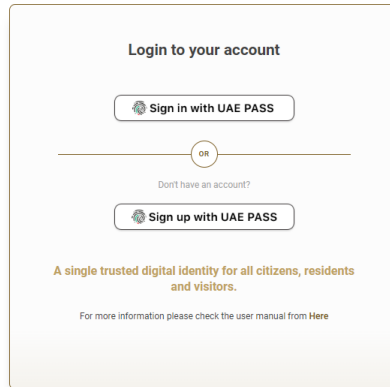 Login to your account
Sign in with UAE PASS
OR
Don't have an account?
Sign up with UAE PASS
A single trusted digital identity for all citizens, residents
and visitors.
For more information please check the user manual from Here